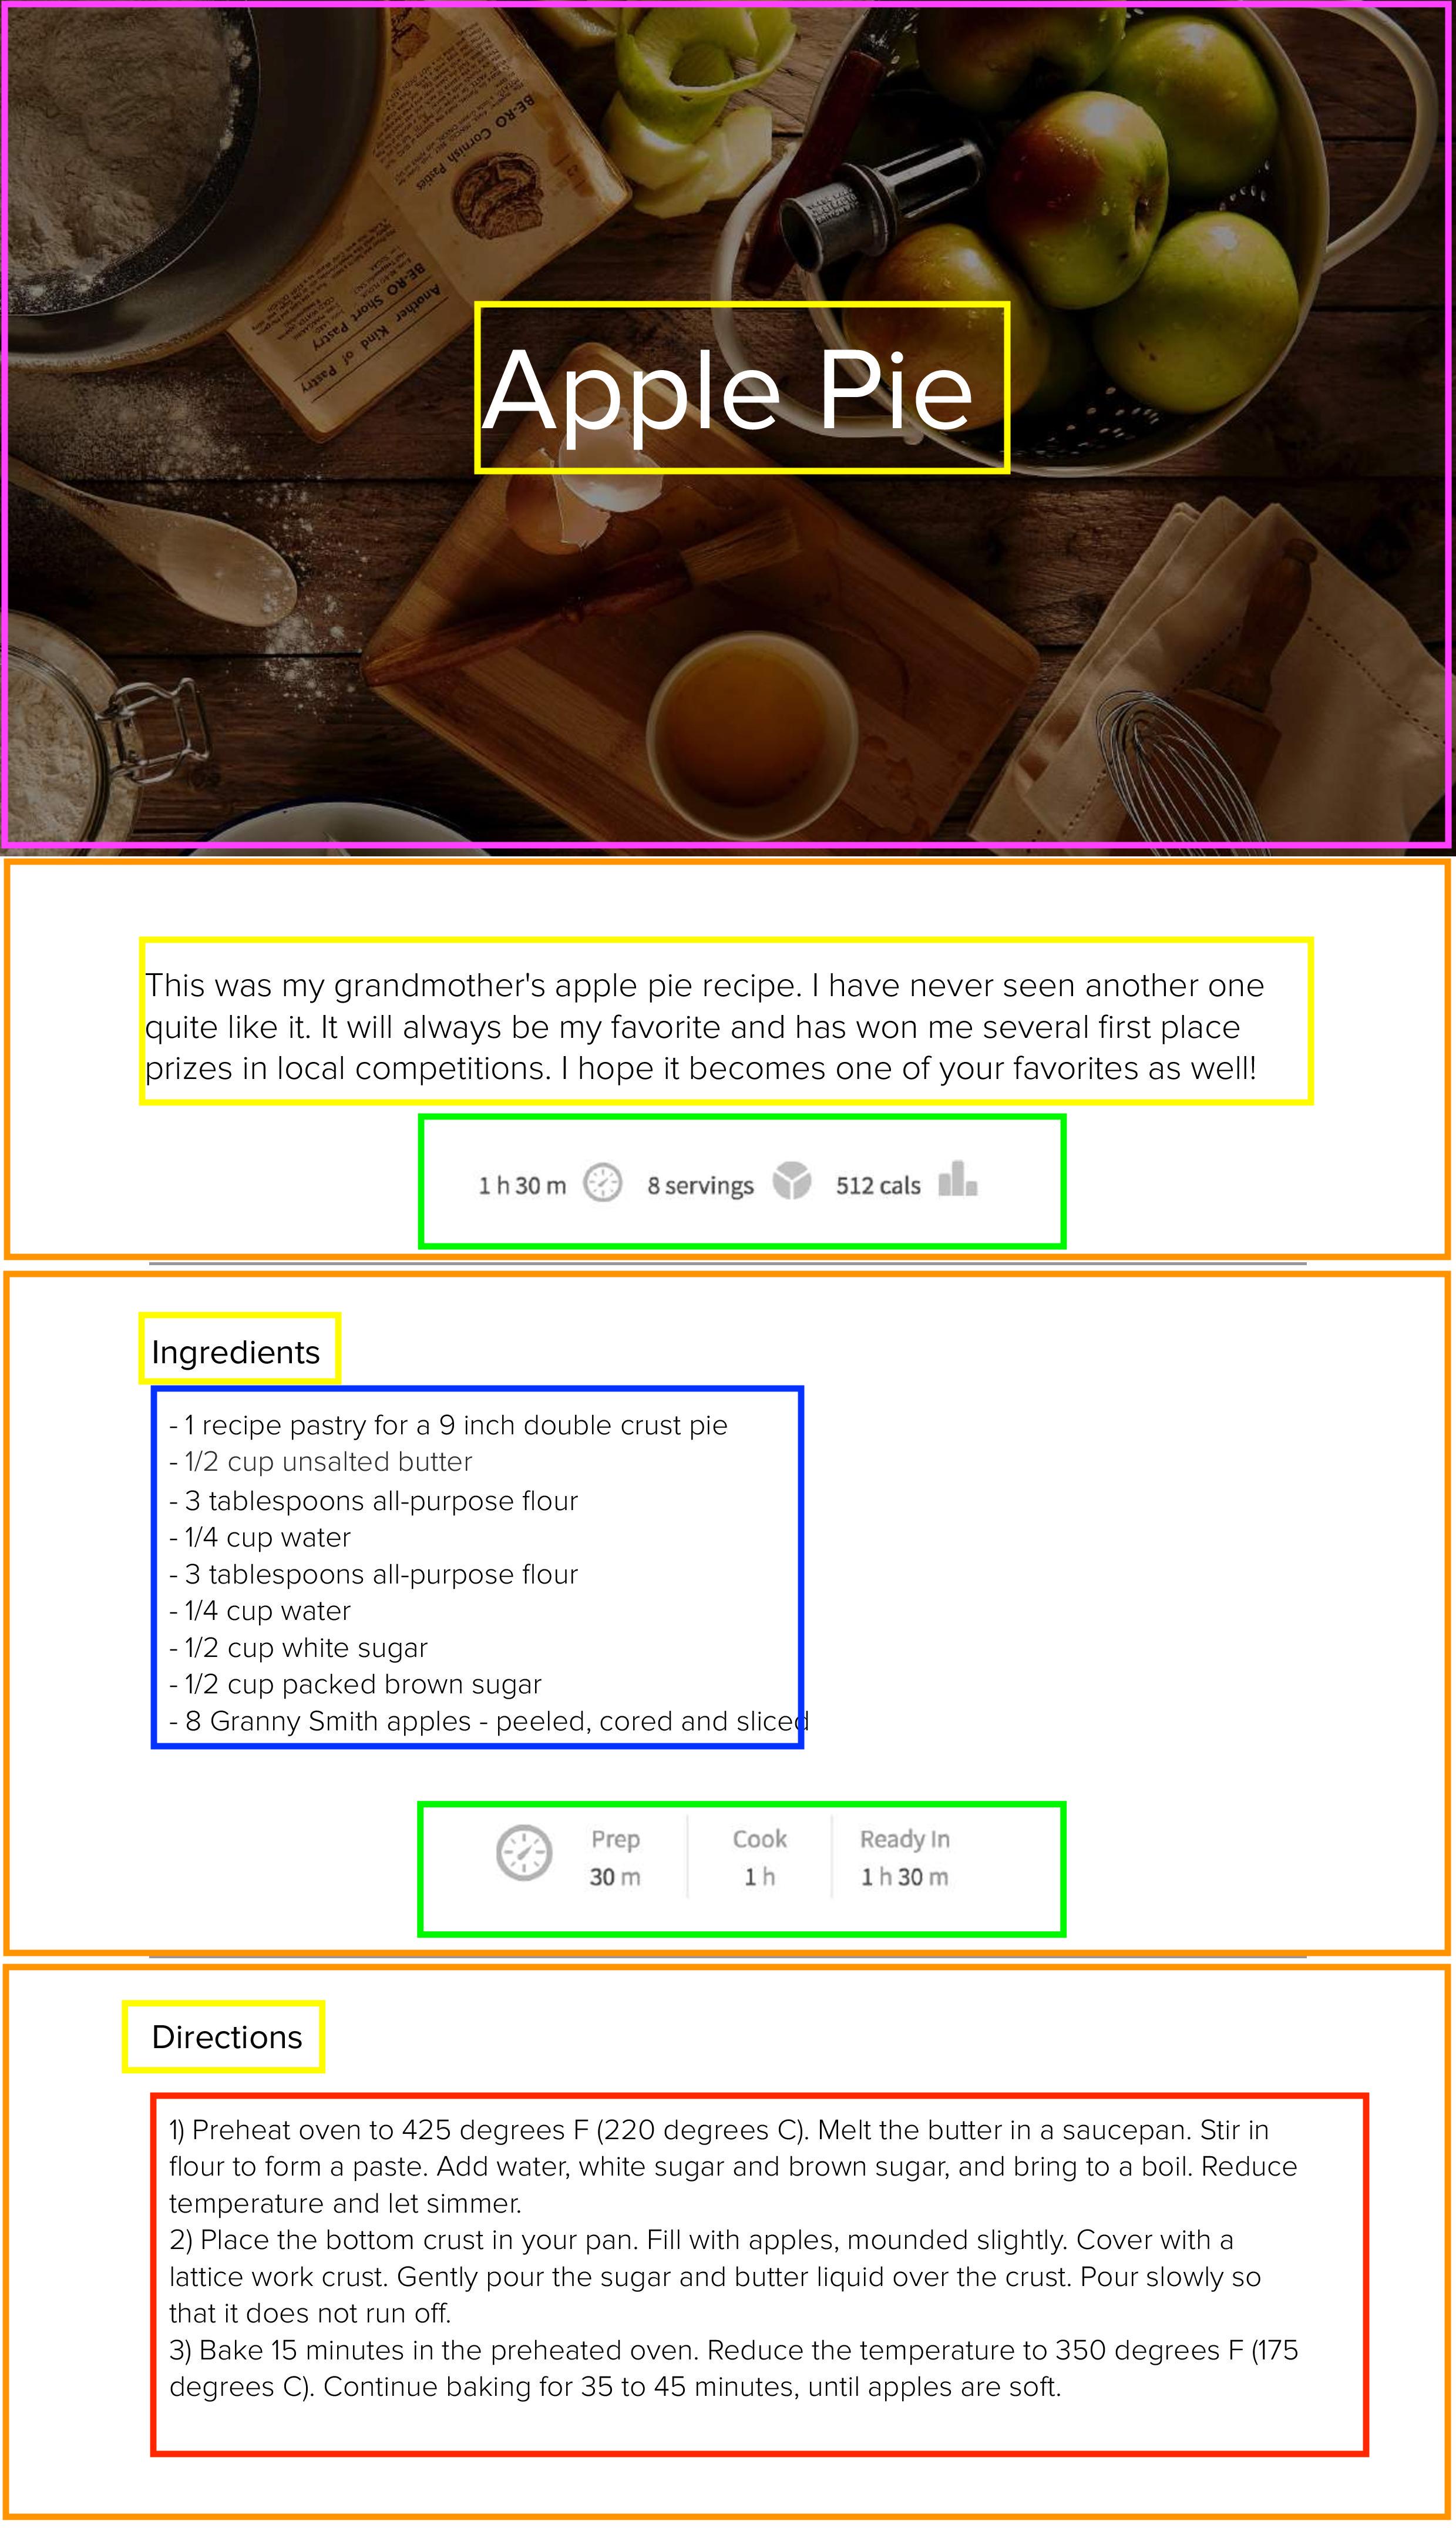 BE-RO Cornish Pasties
BE-RO Short Pastry
Another Kind of Pastry
Apple Pie
This was my grandmother's apple pie recipe. I have never seen another one
quite like it. It will always be my favorite and has won me several first place
prizes in local competitions. I hope it becomes one of your favorites as well!
1 h 30 m 8 servings 512 cals
Ingredients
- 1 recipe pastry for a 9 inch double crust pie
- 1/2 cup unsalted butter
- 3 tablespoons all-purpose flour
- 1/4 cup water
- 3 tablespoons all-purpose flour
- 1/4 cup water
- 1/2 cup white sugar
- 1/2 cup packed brown sugar
- 8 Granny Smith apples - peeled, cored and sliced
Prep Cook Ready In
30 m 1 h 1 h 30 m
Directions
1) Preheat oven to 425 degrees F (220 degrees C). Melt the butter in a saucepan. Stir in
flour to form a paste. Add water, white sugar and brown sugar, and bring to a boil. Reduce
temperature and let simmer.
2) Place the bottom crust in your pan. Fill with apples, mounded slightly. Cover with a
lattice work crust. Gently pour the sugar and butter liquid over the crust. Pour slowly so
that it does not run off.
3) Bake 15 minutes in the preheated oven. Reduce the temperature to 350 degrees F (175
degrees C). Continue baking for 35 to 45 minutes, until apples are soft.